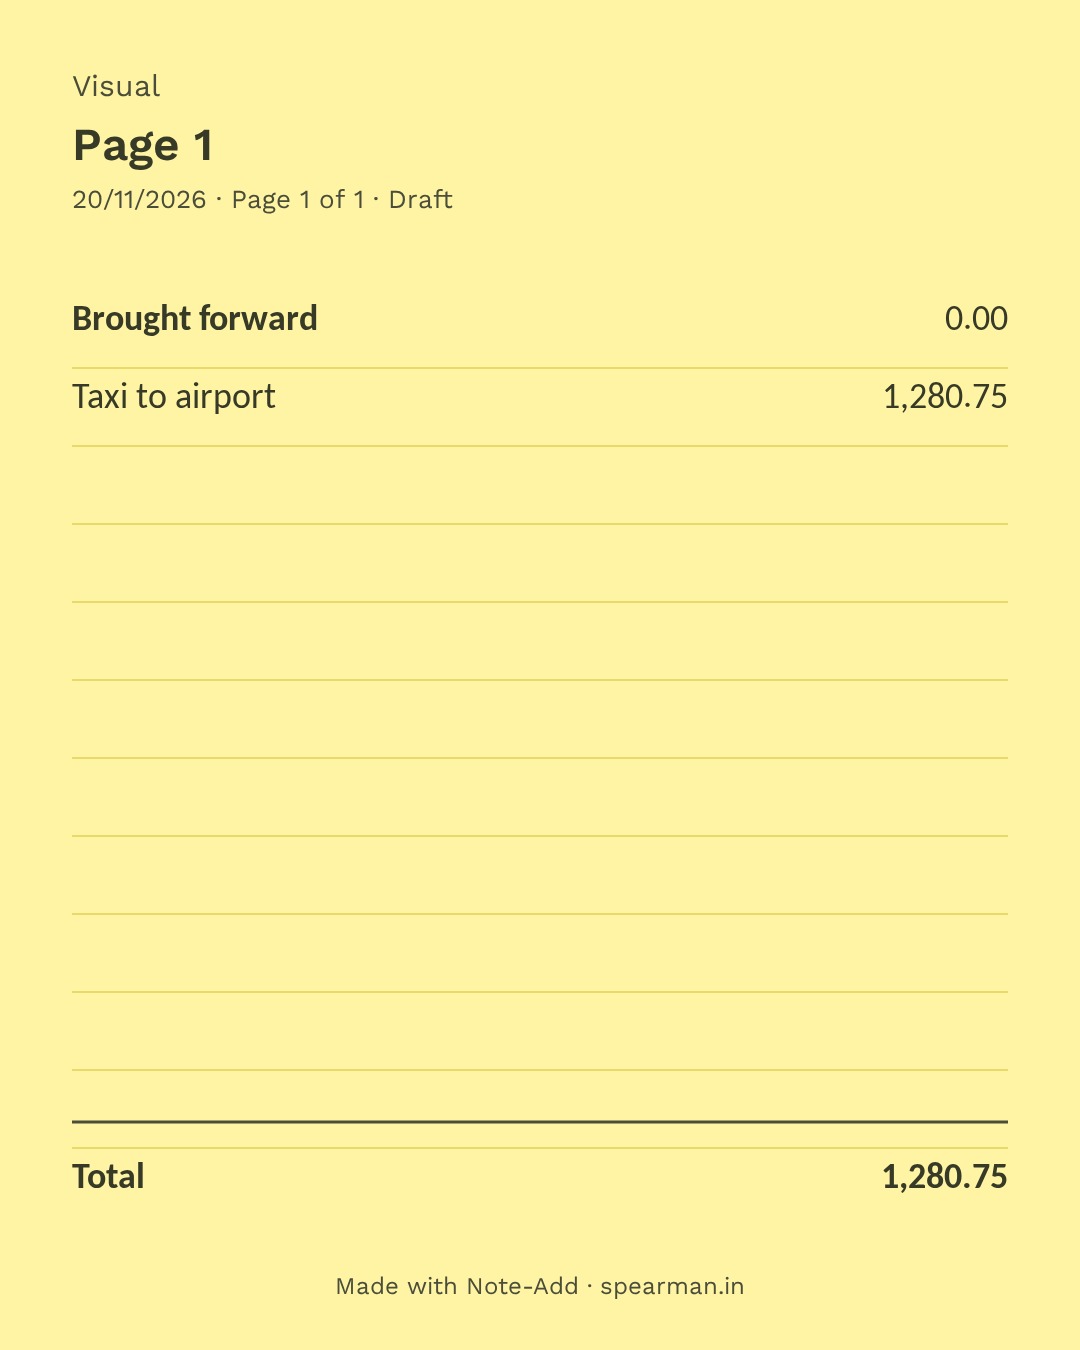 Visual
Page 1
20/11/2026 · Page 1 of 1 · Draft
Brought forward 0.00
Taxi to airport 1,280.75
Total 1,280.75
Made with Note-Add · spearman.in